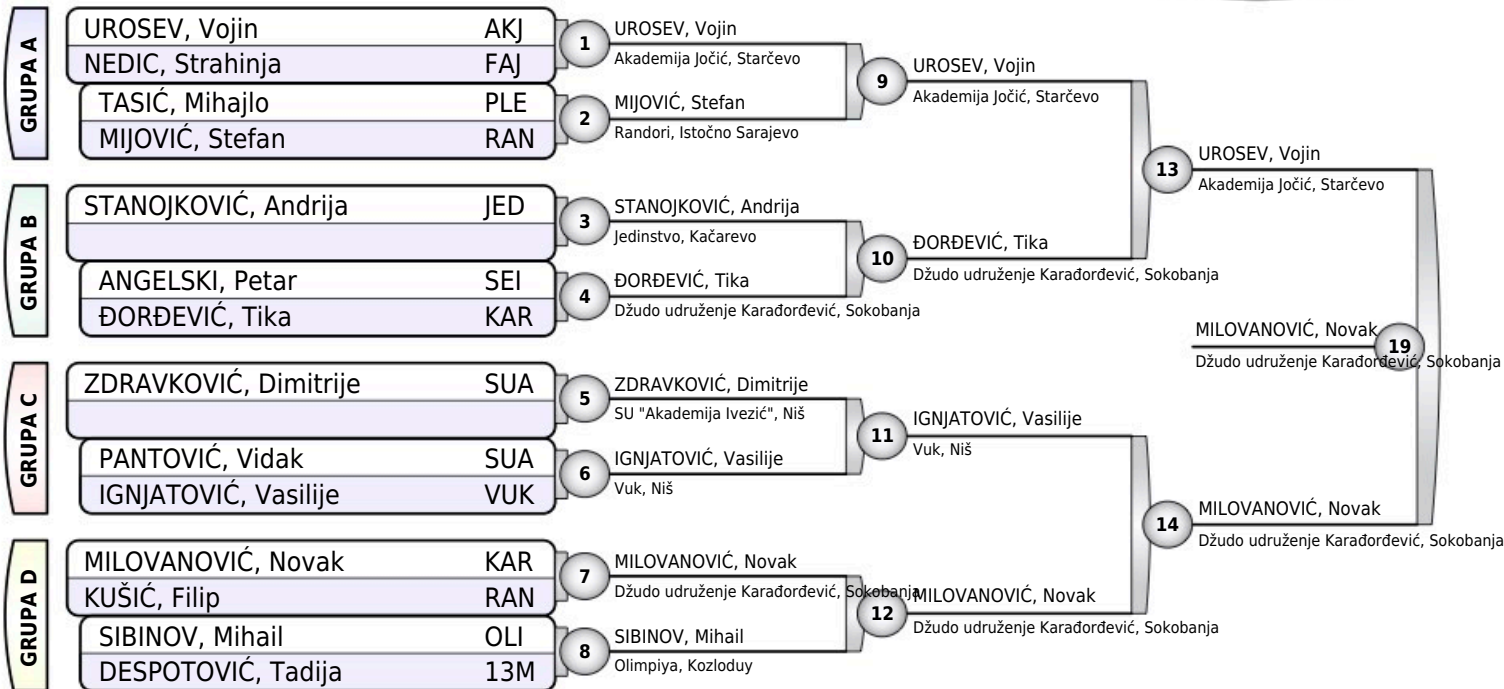 GRUPA A
UROSEV, Vojin AKJ
NEDIC, Strahinja FAJ
TASIĆ, Mihajlo PLE
MIJOVIĆ, Stefan RAN
GRUPA B
STANOJKOVIĆ, Andrija JED
ANGELSKI, Petar SEI
ĐORĐEVIĆ, Tika KAR
GRUPA C
ZDRAVKOVIĆ, Dimitrije SUA
PANTOVIĆ, Vidak SUA
IGNJATOVIĆ, Vasilije VUK
GRUPA D
MILOVANOVIĆ, Novak KAR
KUŠIĆ, Filip RAN
SIBINOV, Mihail OLI
DESPOTOVIĆ, Tadija 13M
1
UROSEV, Vojin
Akademija Jočić, Starčevo
2
MIJOVIĆ, Stefan
Randori, Istočno Sarajevo
3
STANOJKOVIĆ, Andrija
Jedinstvo, Kačarevo
4
ĐORĐEVIĆ, Tika
Džudo udruženje Karađorđević, Sokobanja
5
ZDRAVKOVIĆ, Dimitrije
SU "Akademija Ivezić", Niš
6
IGNJATOVIĆ, Vasilije
Vuk, Niš
7
MILOVANOVIĆ, Novak
Džudo udruženje Karađorđević, Sokobanja
8
SIBINOV, Mihail
Olimpiya, Kozloduy
9
UROSEV, Vojin
Akademija Jočić, Starčevo
10
ĐORĐEVIĆ, Tika
Džudo udruženje Karađorđević, Sokobanja
11
IGNJATOVIĆ, Vasilije
Vuk, Niš
12
MILOVANOVIĆ, Novak
Džudo udruženje Karađorđević, Sokobanja
13
UROSEV, Vojin
Akademija Jočić, Starčevo
14
MILOVANOVIĆ, Novak
Džudo udruženje Karađorđević, Sokobanja
MILOVANOVIĆ, Novak
19
Džudo udruženje Karađorđević, Sokobanja